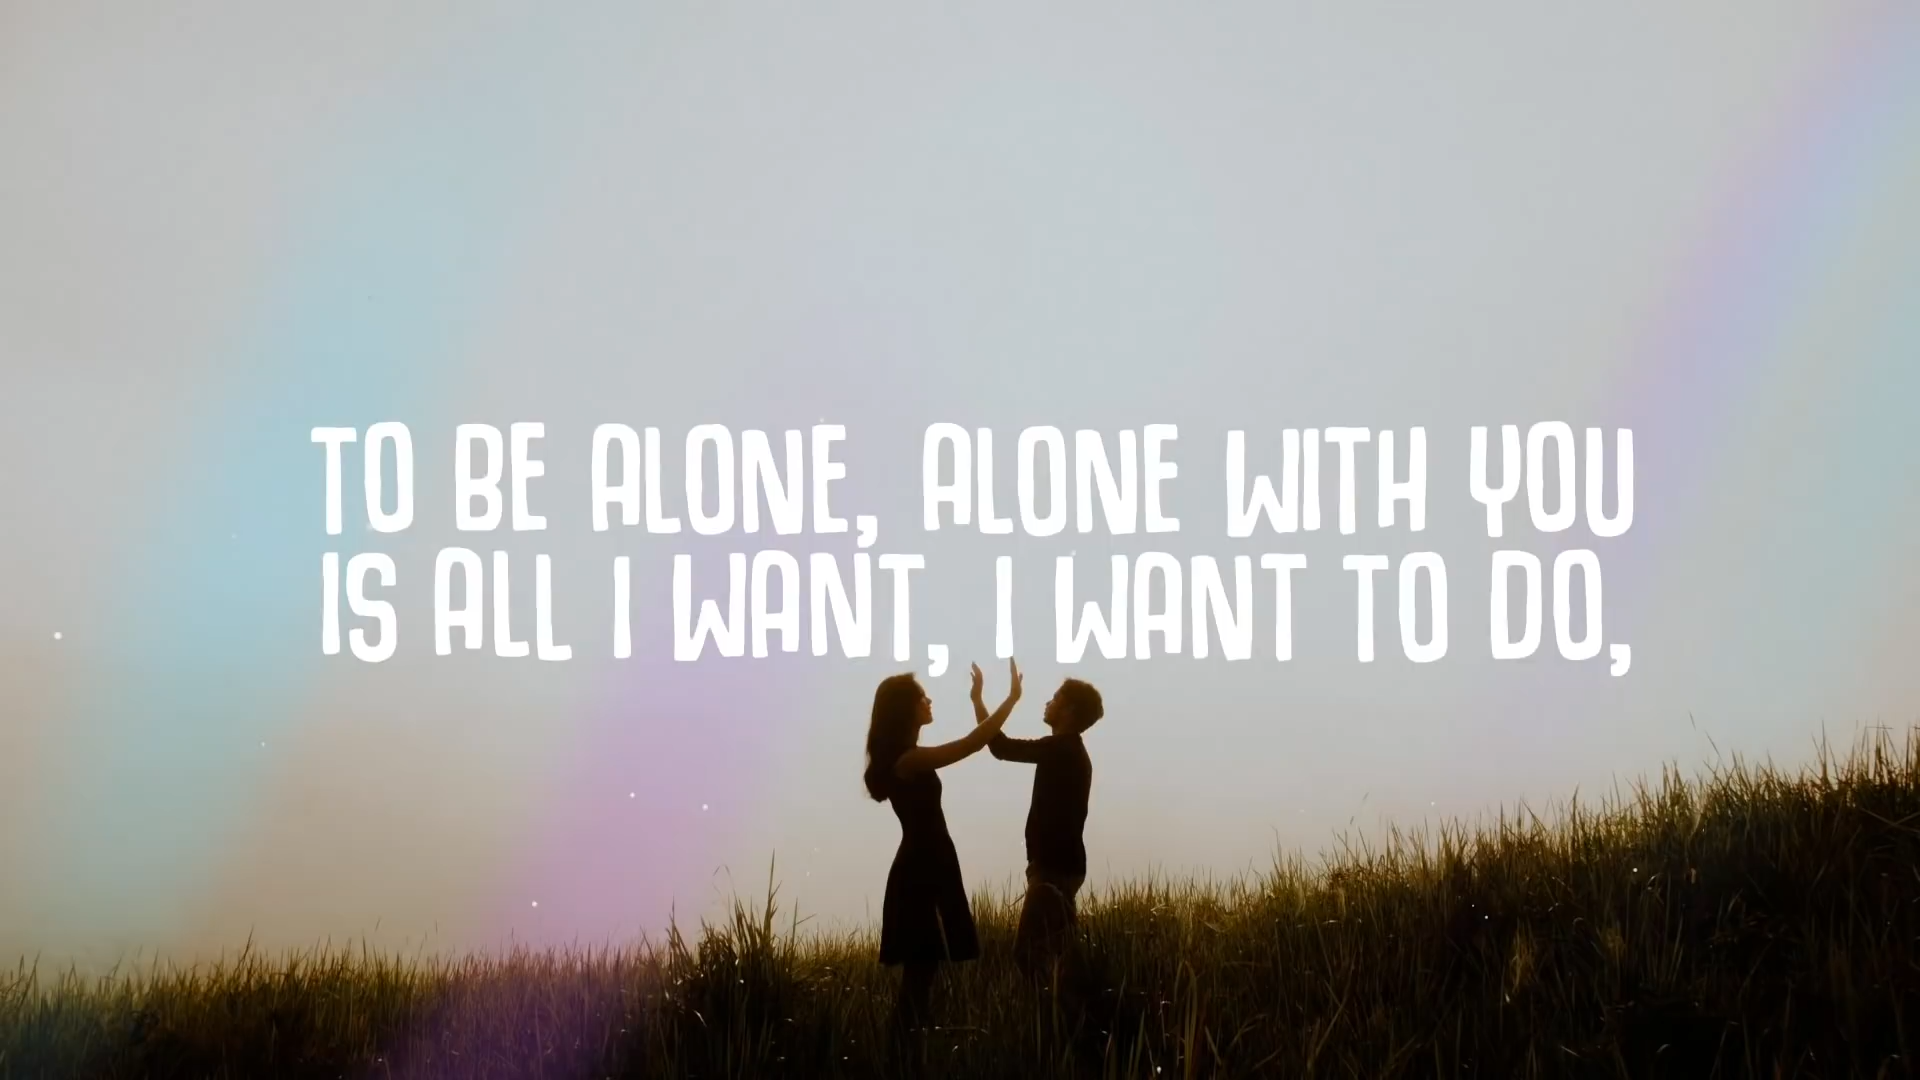 TO BE ALONE, ALONE WITH YOU
IS ALL I WANT, I WANT TO DO,